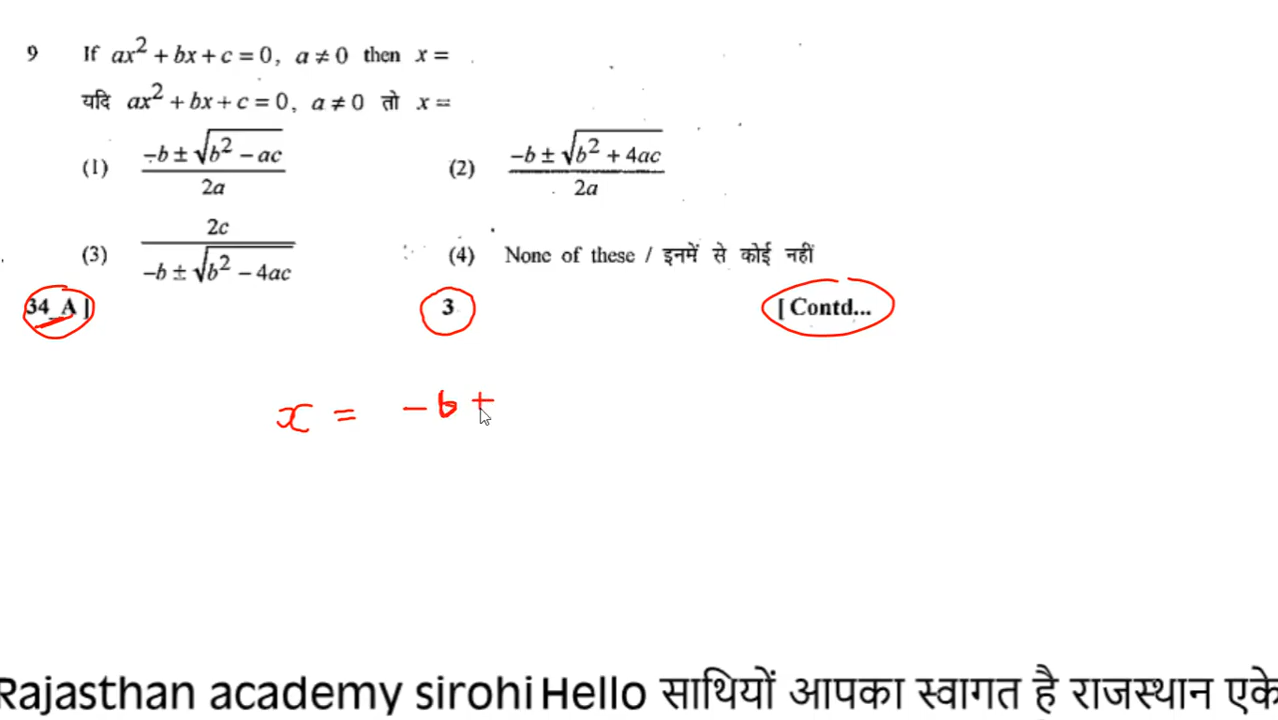 9 If ax² + bx + c = 0, a ≠ 0 then x =
यदि ax² + bx + c = 0, a ≠ 0 तो x =
(1) (-b ± √(b² - ac)) / 2a (2) (-b ± √(b² + 4ac)) / 2a
(3) 2c / (-b ± √(b² - 4ac)) (4) None of these / इनमें से कोई नहीं
34_A ] 3 [ Contd...
x = -b +
Rajasthan academy sirohi Hello साथियों आपका स्वागत है राजस्थान एके